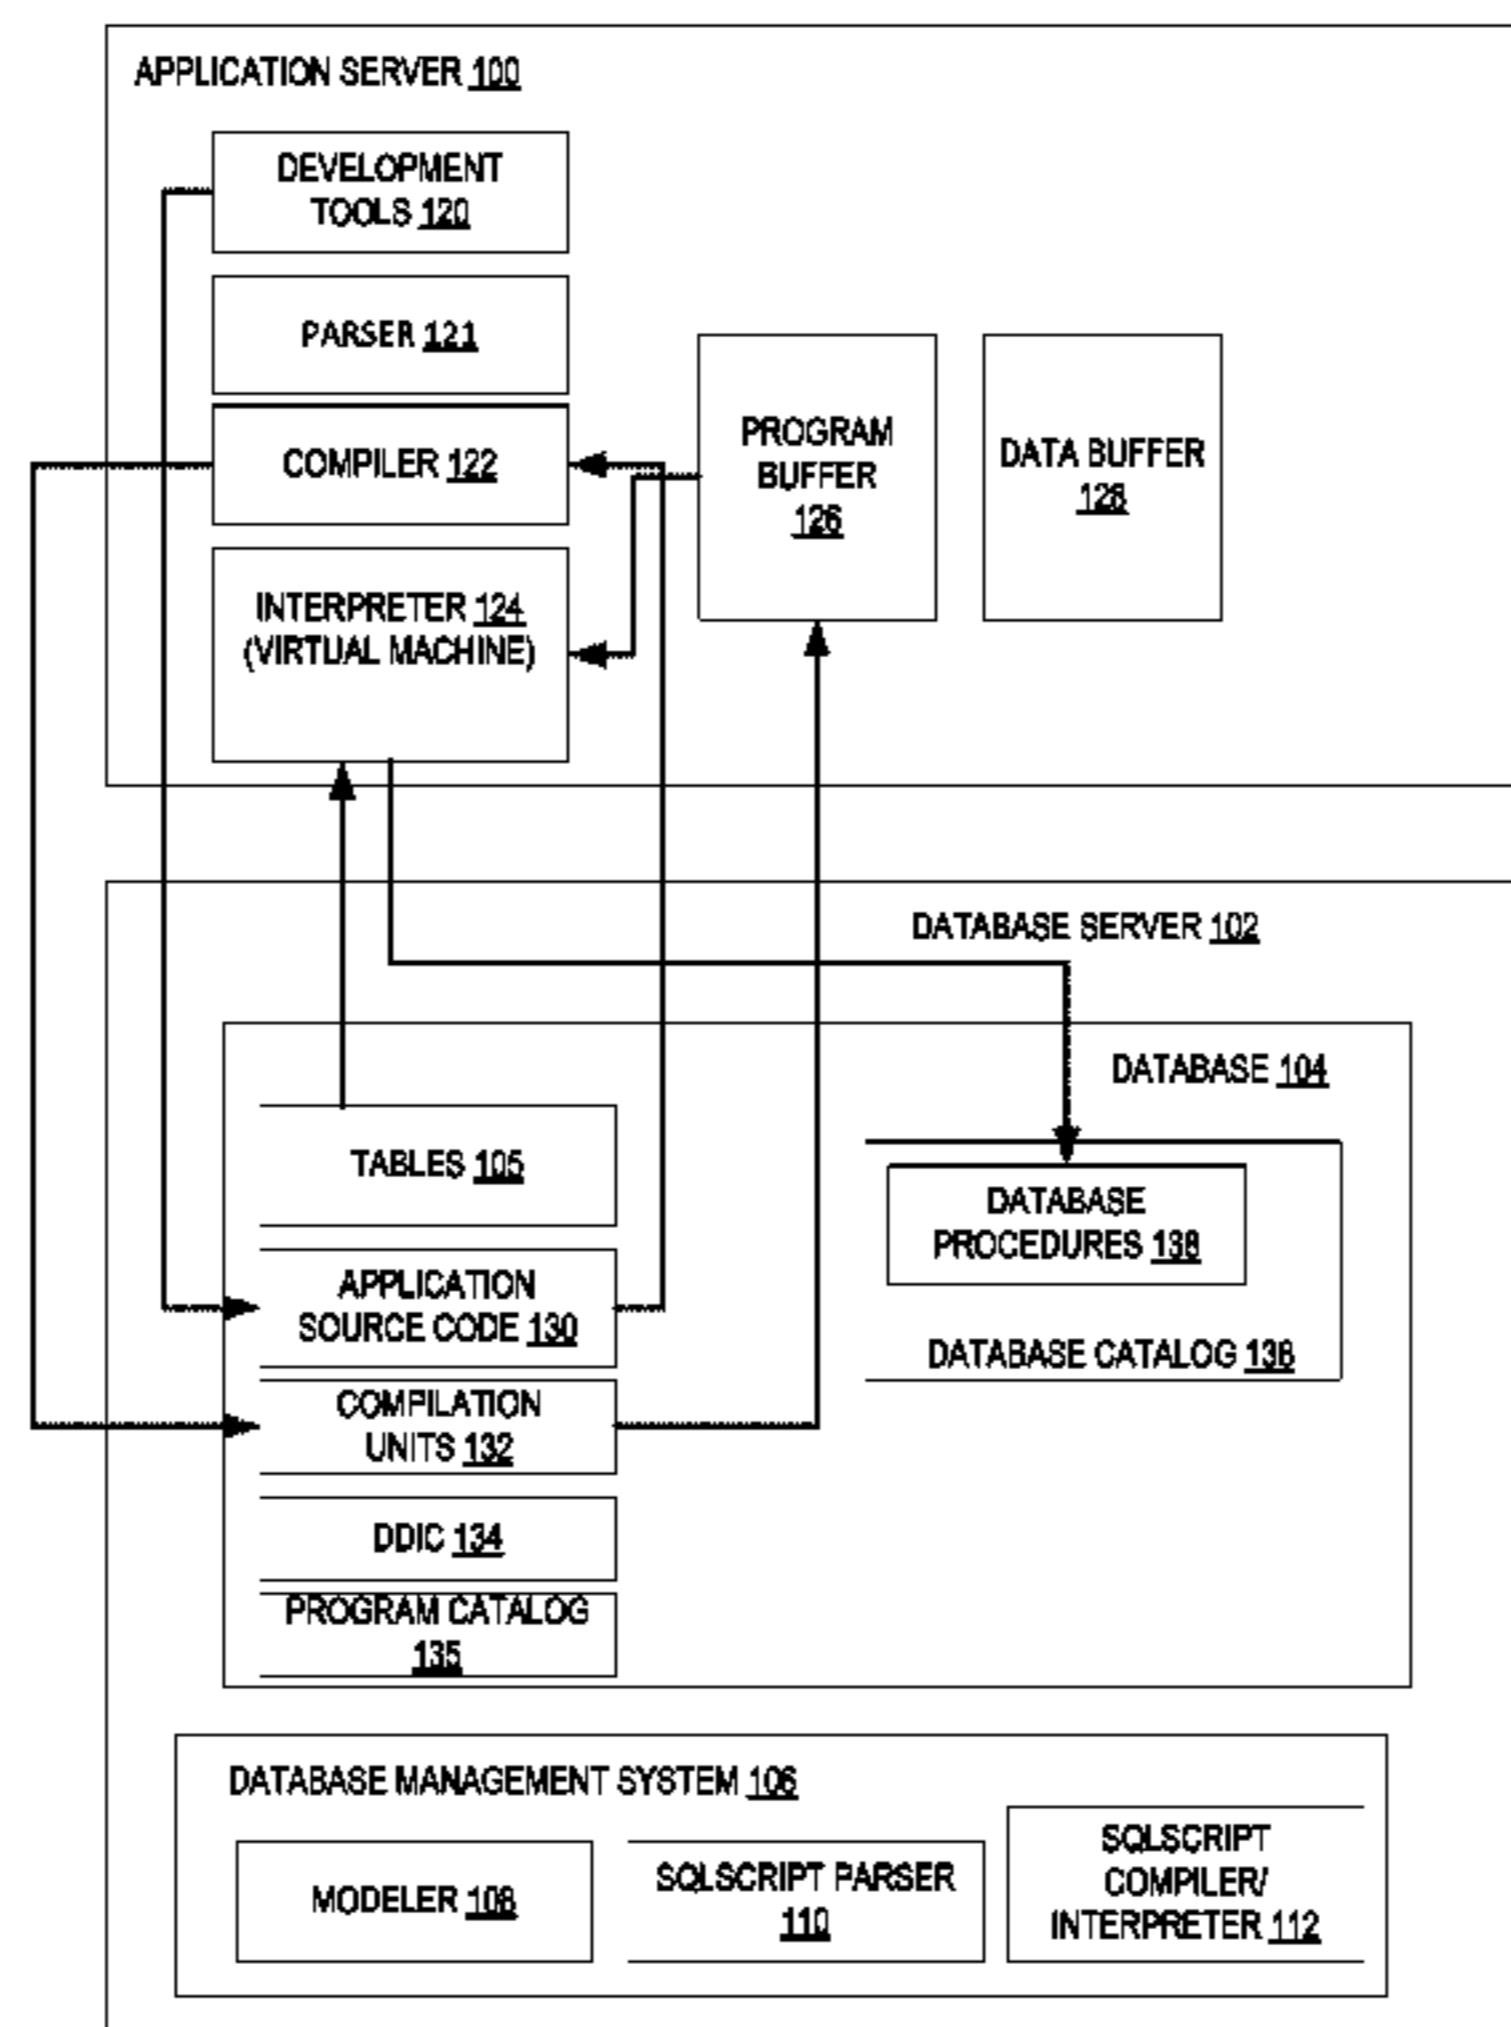 APPLICATION SERVER 100
DEVELOPMENT
TOOLS 120
PARSER 121
COMPILER 122
INTERPRETER 124
(VIRTUAL MACHINE)
PROGRAM
BUFFER
126
DATA BUFFER
128
DATABASE SERVER 102
DATABASE 104
TABLES 105
APPLICATION
SOURCE CODE 130
COMPILATION
UNITS 132
DDIC 134
PROGRAM CATALOG
135
DATABASE
PROCEDURES 138
DATABASE CATALOG 136
DATABASE MANAGEMENT SYSTEM 106
MODELER 108
SQLSCRIPT PARSER
110
SQLSCRIPT
COMPILER/
INTERPRETER 112